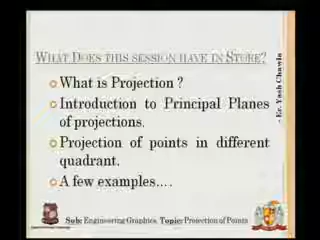 WHAT DOES THIS SESSION HAVE IN STORE?
What is Projection ?
Introduction to Principal Planes
of projections.
Projection of points in different
quadrant.
A few examples....
- Er. Yash Chawla
Sub: Engineering Graphics, Topic: Projection of Points